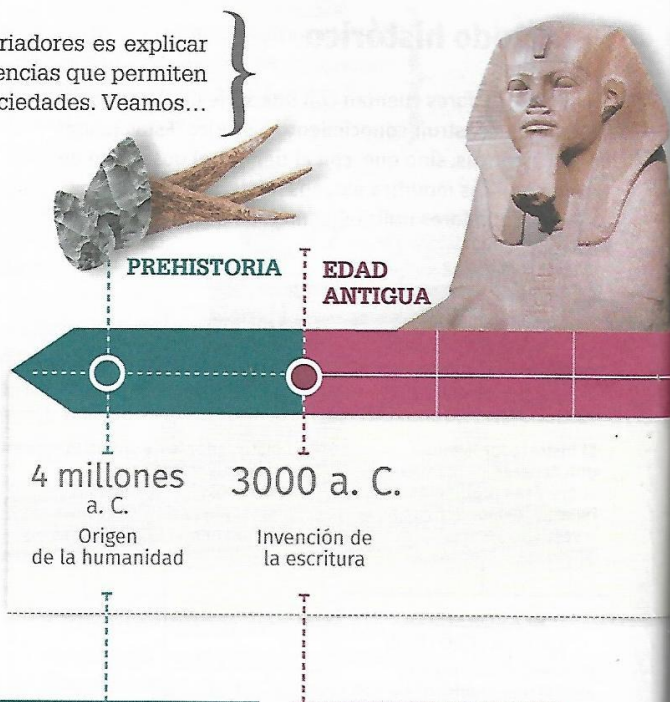 riadores es explicar
encias que permiten
ciedades. Veamos...
PREHISTORIA
EDAD
ANTIGUA
4 millones
a. C.
Origen
de la humanidad
3000 a. C.
Invención de
la escritura